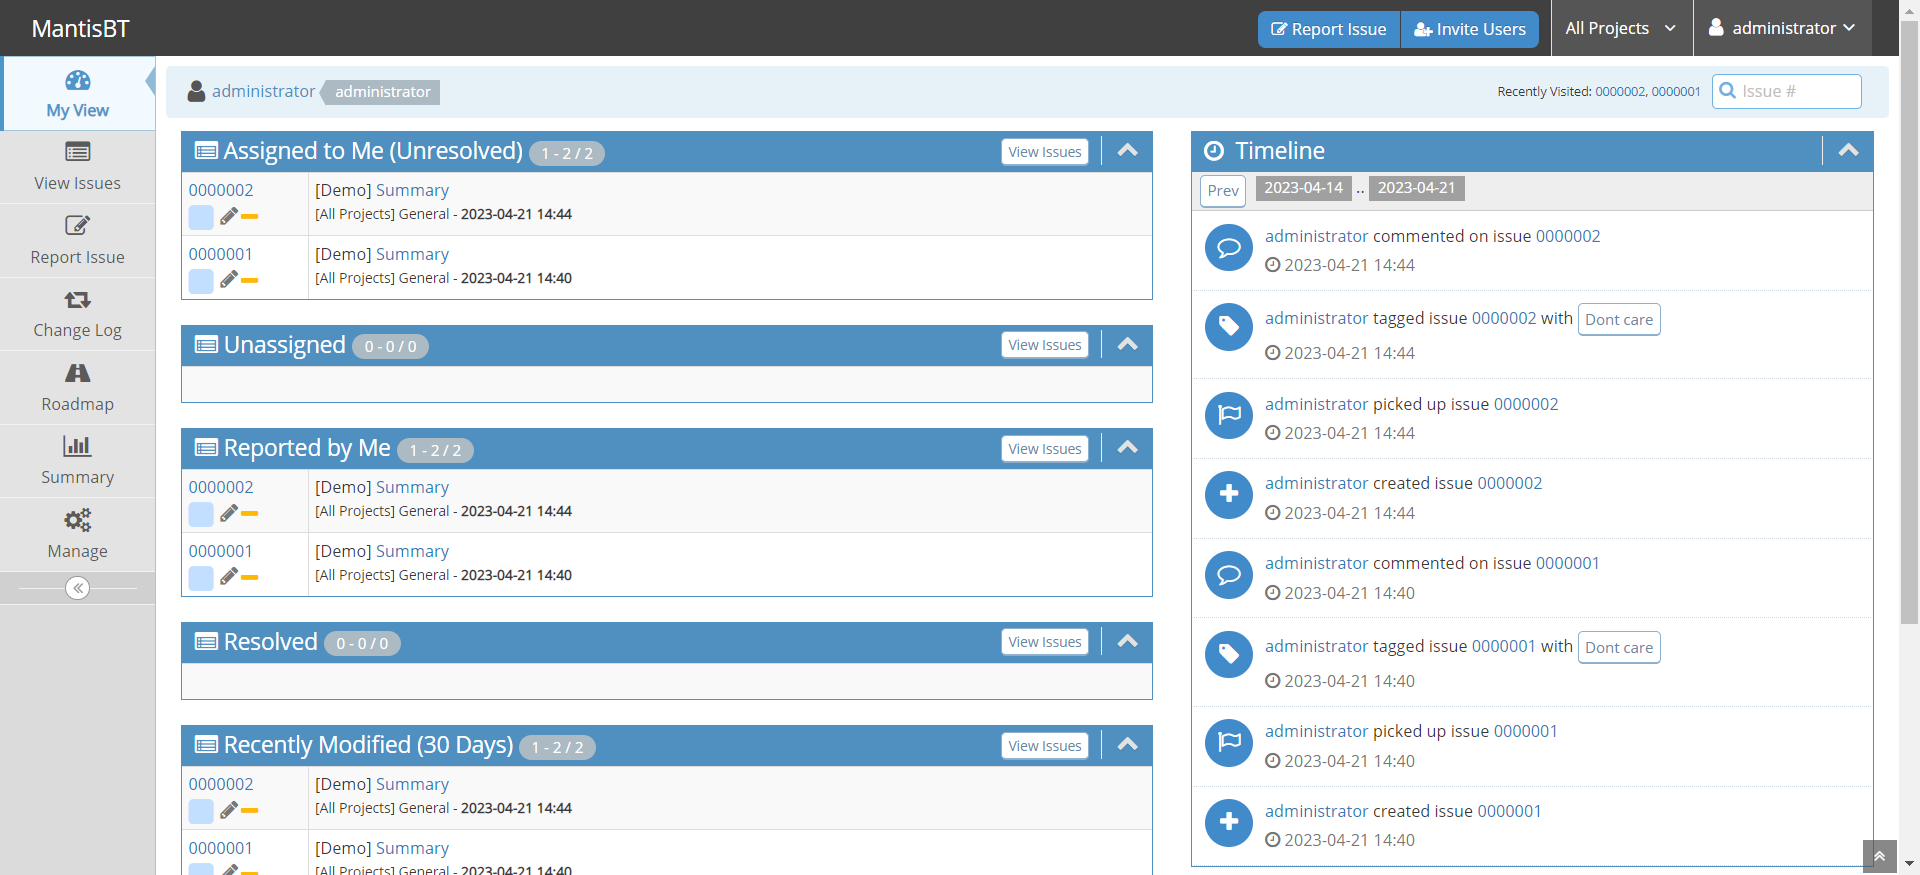 MantisBT
Report Issue
Invite Users
All Projects
administrator
My View
View Issues
Report Issue
Change Log
Roadmap
Summary
Manage
administrator
administrator
Recently Visited: 0000002, 0000001
Issue #
Assigned to Me (Unresolved) 1 - 2 / 2
View Issues
0000002
[Demo] Summary
[All Projects] General - 2023-04-21 14:44
0000001
[Demo] Summary
[All Projects] General - 2023-04-21 14:40
Unassigned 0 - 0 / 0
View Issues
Reported by Me 1 - 2 / 2
View Issues
0000002
[Demo] Summary
[All Projects] General - 2023-04-21 14:44
0000001
[Demo] Summary
[All Projects] General - 2023-04-21 14:40
Resolved 0 - 0 / 0
View Issues
Recently Modified (30 Days) 1 - 2 / 2
View Issues
0000002
[Demo] Summary
[All Projects] General - 2023-04-21 14:44
0000001
[Demo] Summary
[All Projects] General - 2023-04-21 14:40
Timeline
Prev 2023-04-14 .. 2023-04-21
administrator commented on issue 0000002
2023-04-21 14:44
administrator tagged issue 0000002 with Dont care
2023-04-21 14:44
administrator picked up issue 0000002
2023-04-21 14:44
administrator created issue 0000002
2023-04-21 14:44
administrator commented on issue 0000001
2023-04-21 14:40
administrator tagged issue 0000001 with Dont care
2023-04-21 14:40
administrator picked up issue 0000001
2023-04-21 14:40
administrator created issue 0000001
2023-04-21 14:40